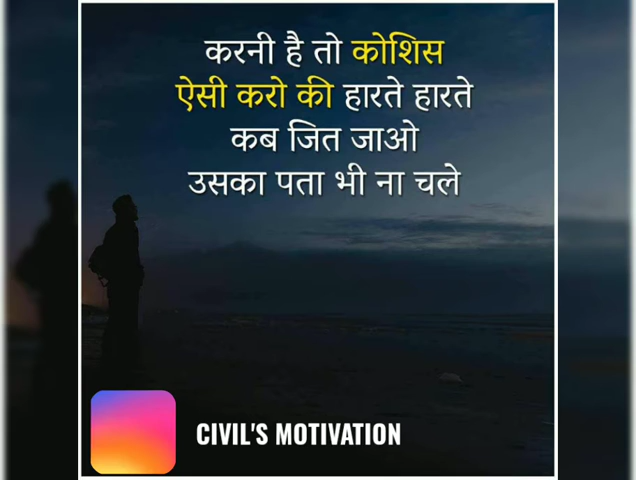 करनी है तो कोशिस
ऐसी करो की हारते हारते
कब जित जाओ
उसका पता भी ना चले
CIVIL'S MOTIVATION